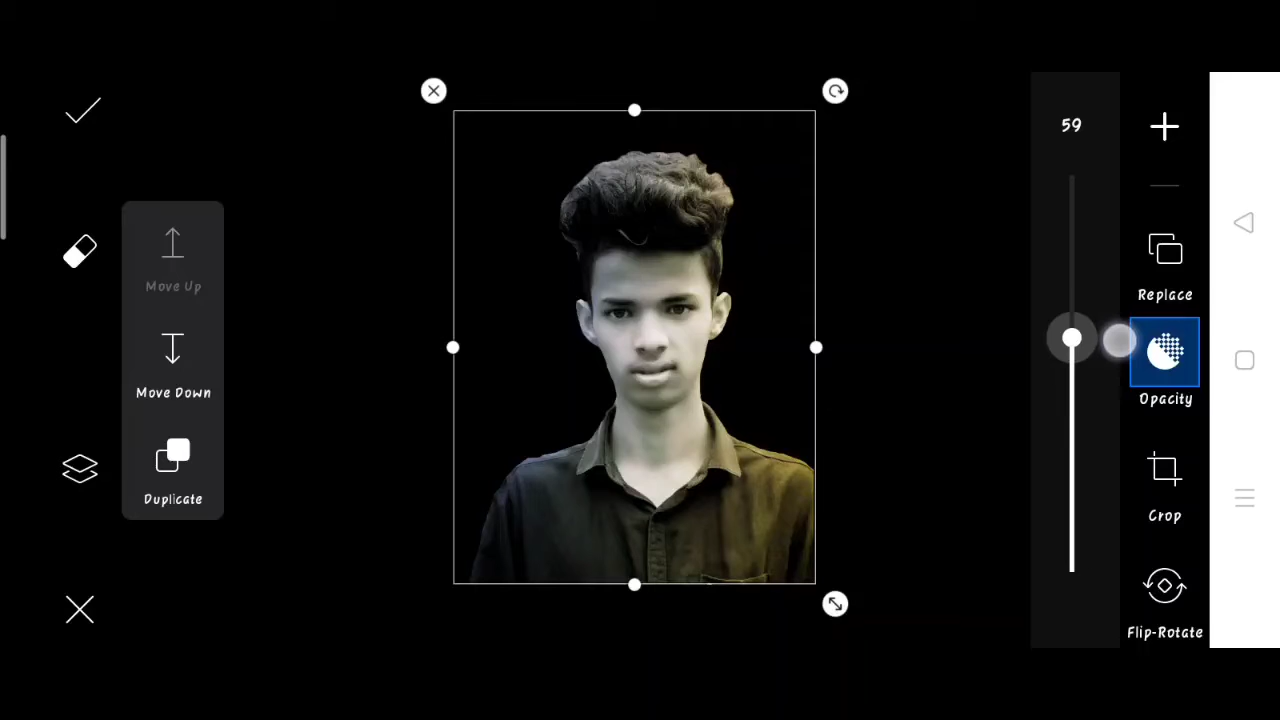 Move Up
Move Down
Duplicate
59
Replace
Opacity
Crop
Flip-Rotate